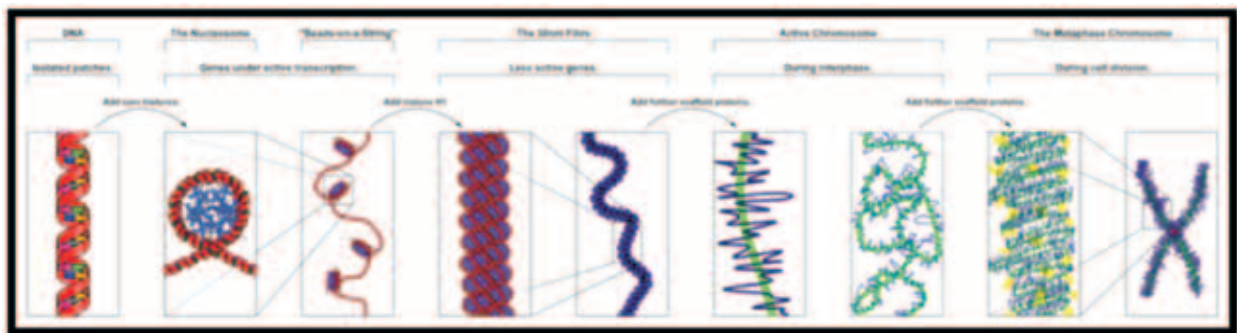 DNA
The Nucleosome
"Beads-on-a-String"
The 30nm Fibre
Active Chromosome
The Metaphase Chromosome
Isolated patches.
Genes under active transcription.
Less active genes.
During interphase.
During cell division.
Add core histones.
Add histone H1.
Add further scaffold proteins.
Add further scaffold proteins.